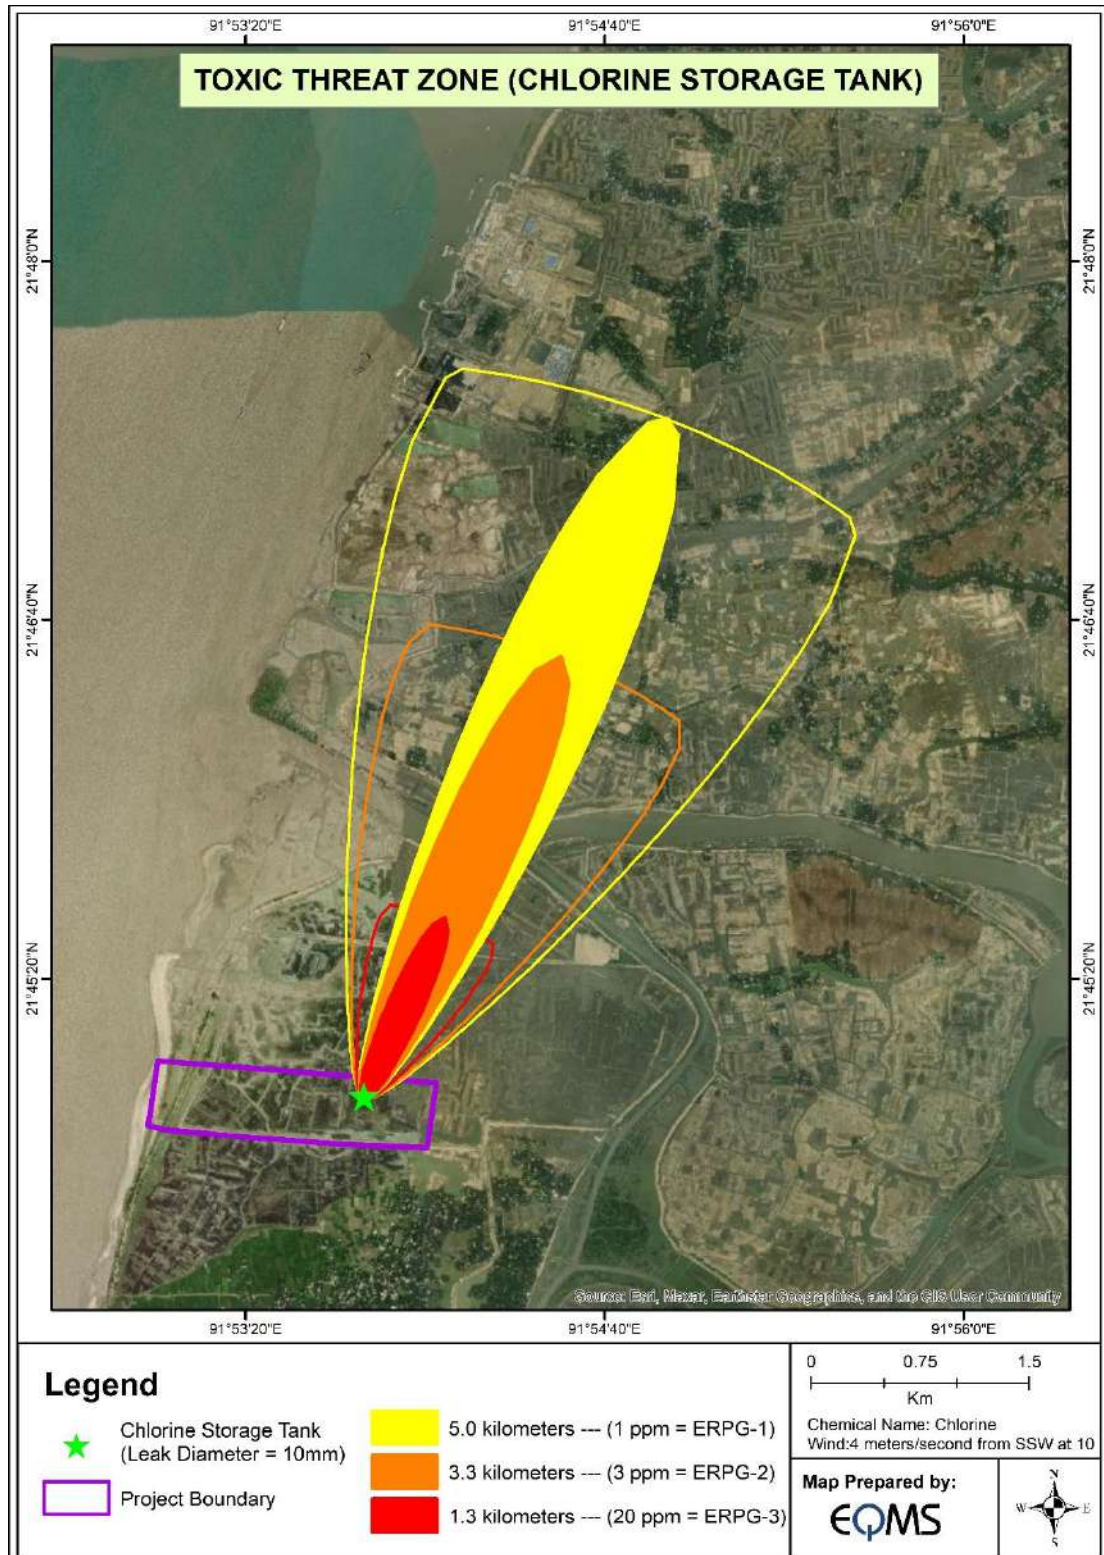 91°53'20"E
91°54'40"E
91°56'0"E
TOXIC THREAT ZONE (CHLORINE STORAGE TANK)
21°48'0"N
21°48'0"N
21°46'40"N
21°46'40"N
21°45'20"N
21°45'20"N
Source: Esri, Maxar, Earthstar Geographics, and the GIS User Community
91°53'20"E
91°54'40"E
91°56'0"E
Legend
Chlorine Storage Tank
(Leak Diameter = 10mm)
Project Boundary
5.0 kilometers --- (1 ppm = ERPG-1)
3.3 kilometers --- (3 ppm = ERPG-2)
1.3 kilometers --- (20 ppm = ERPG-3)
0 0.75 1.5
Km
Chemical Name: Chlorine
Wind:4 meters/second from SSW at 10
Map Prepared by:
EQMS
N
W E
S